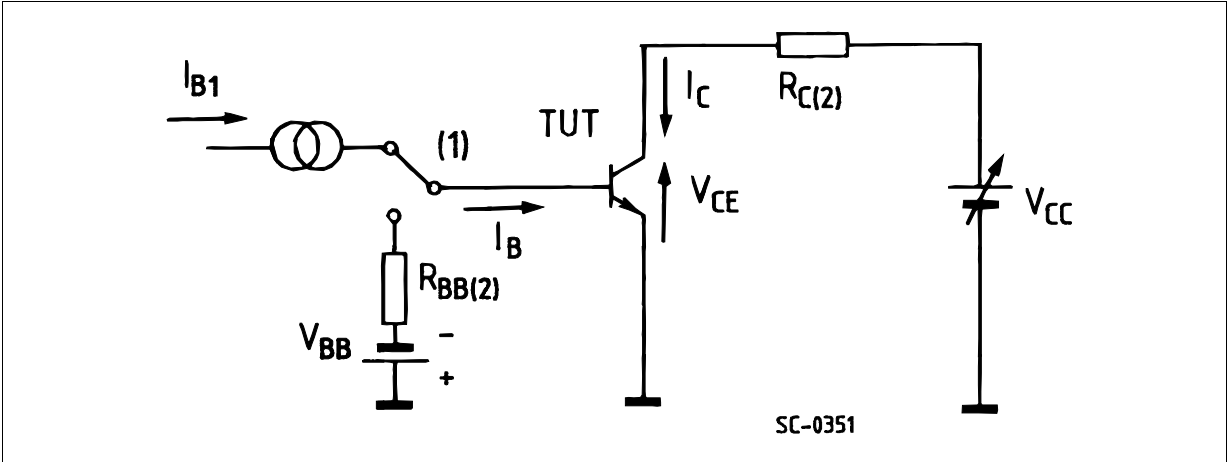 I_B1
(1)
TUT
I_C
R_C(2)
V_CE
V_CC
I_B
R_BB(2)
V_BB
−
+
SC-0351